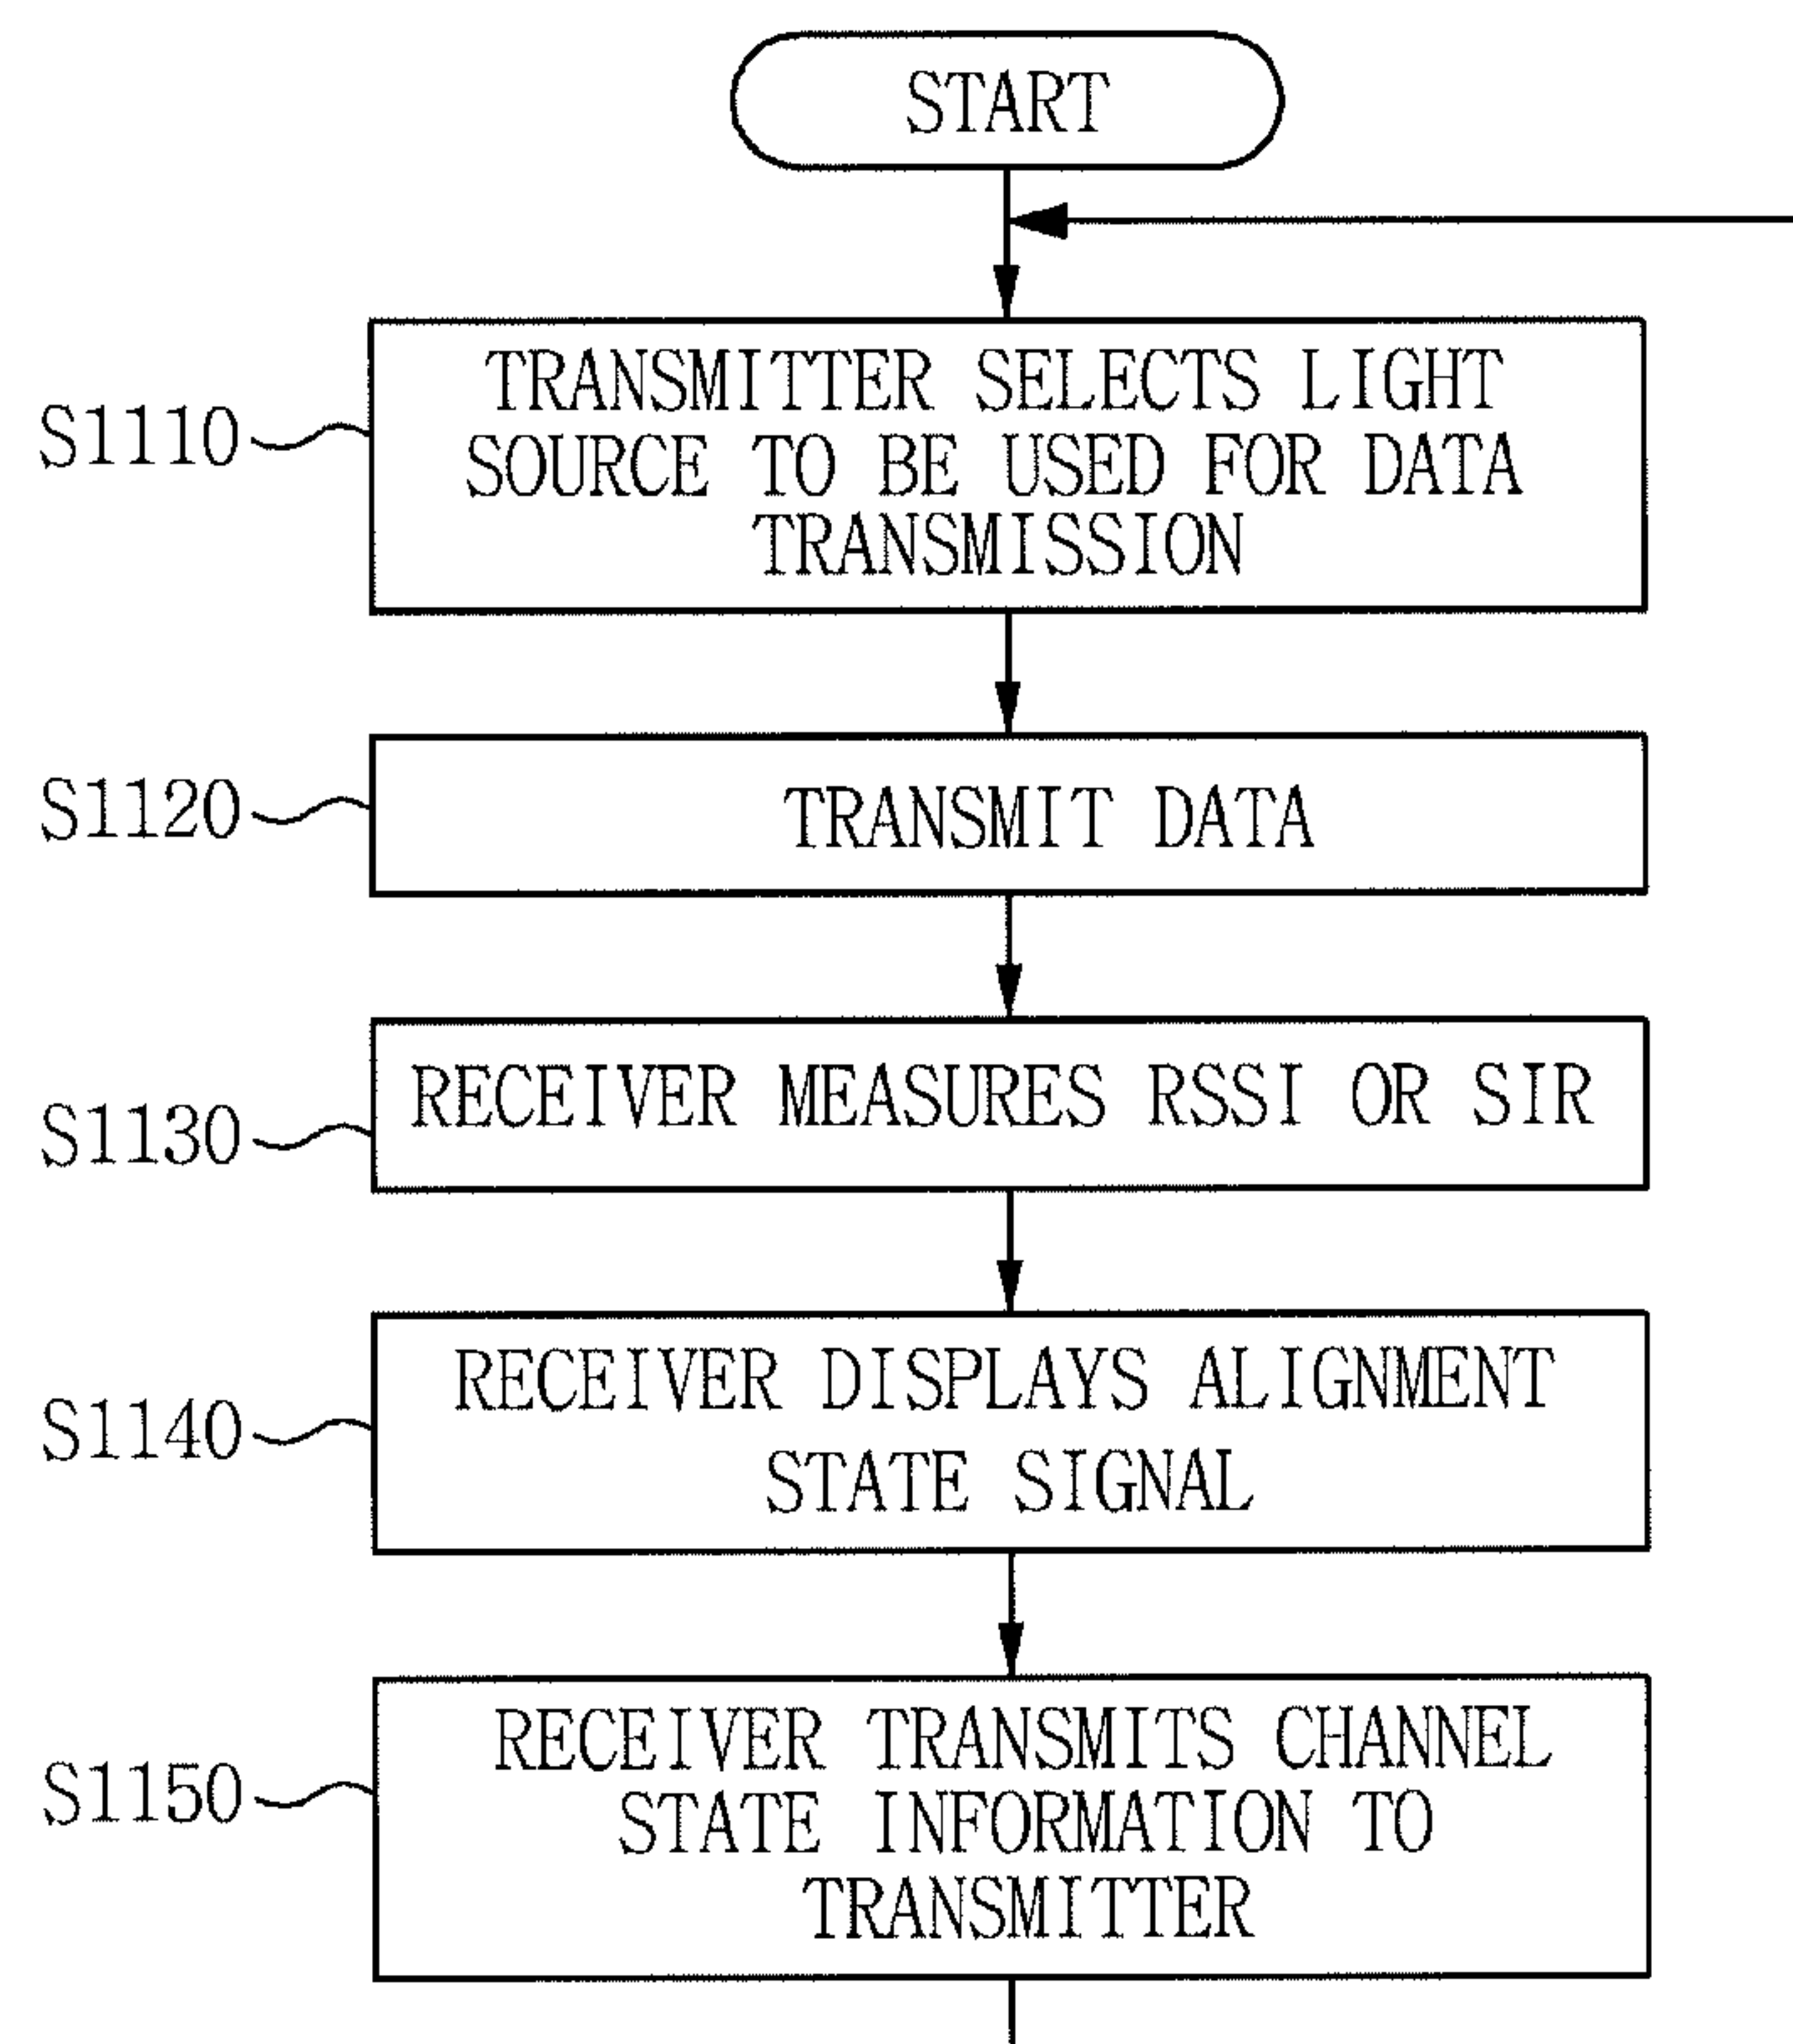 START
S1110
TRANSMITTER SELECTS LIGHT
SOURCE TO BE USED FOR DATA
TRANSMISSION
S1120
TRANSMIT DATA
S1130
RECEIVER MEASURES RSSI OR SIR
S1140
RECEIVER DISPLAYS ALIGNMENT
STATE SIGNAL
S1150
RECEIVER TRANSMITS CHANNEL
STATE INFORMATION TO
TRANSMITTER